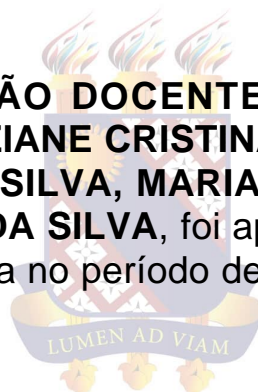 ÃO DOCENTE
ZIANE CRISTINA
SILVA, MARIA
DA SILVA, foi ap
a no período de
LUMEN AD VIAM